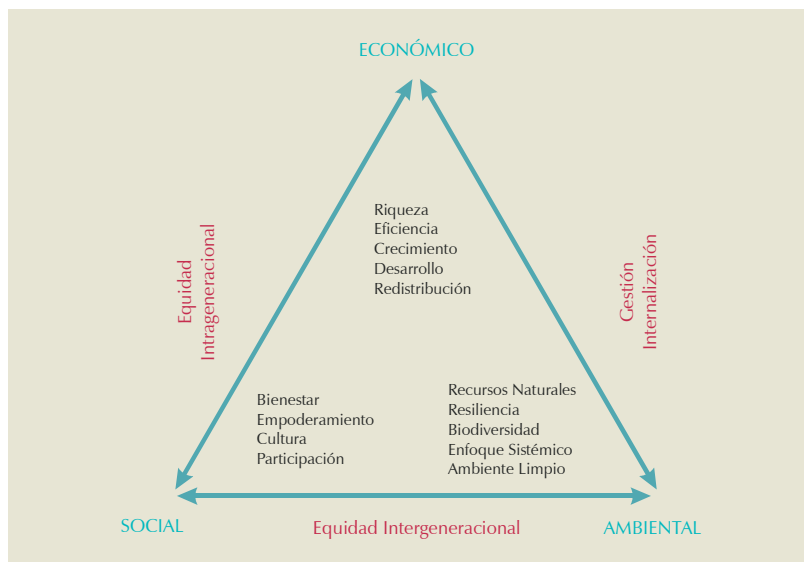 ECONÓMICO
Equidad
Intrageneracional
Riqueza
Eficiencia
Crecimiento
Desarrollo
Redistribución
Gestión
Internalización
Bienestar
Empoderamiento
Cultura
Participación
Recursos Naturales
Resiliencia
Biodiversidad
Enfoque Sistémico
Ambiente Limpio
SOCIAL
Equidad Intergeneracional
AMBIENTAL